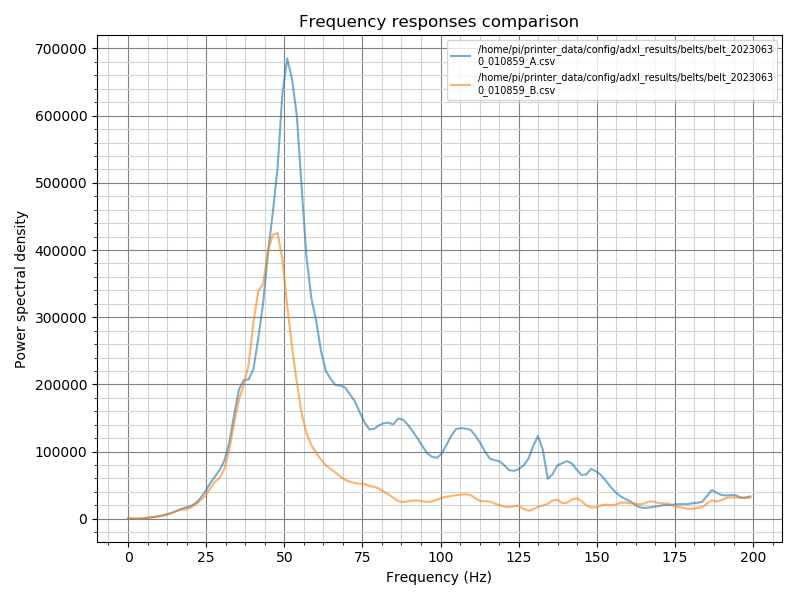 Frequency responses comparison
/home/pi/printer_data/config/adxl_results/belts/belt_2023063
0_010859_A.csv
/home/pi/printer_data/config/adxl_results/belts/belt_2023063
0_010859_B.csv
Power spectral density
700000
600000
500000
400000
300000
200000
100000
0
0 25 50 75 100 125 150 175 200
Frequency (Hz)